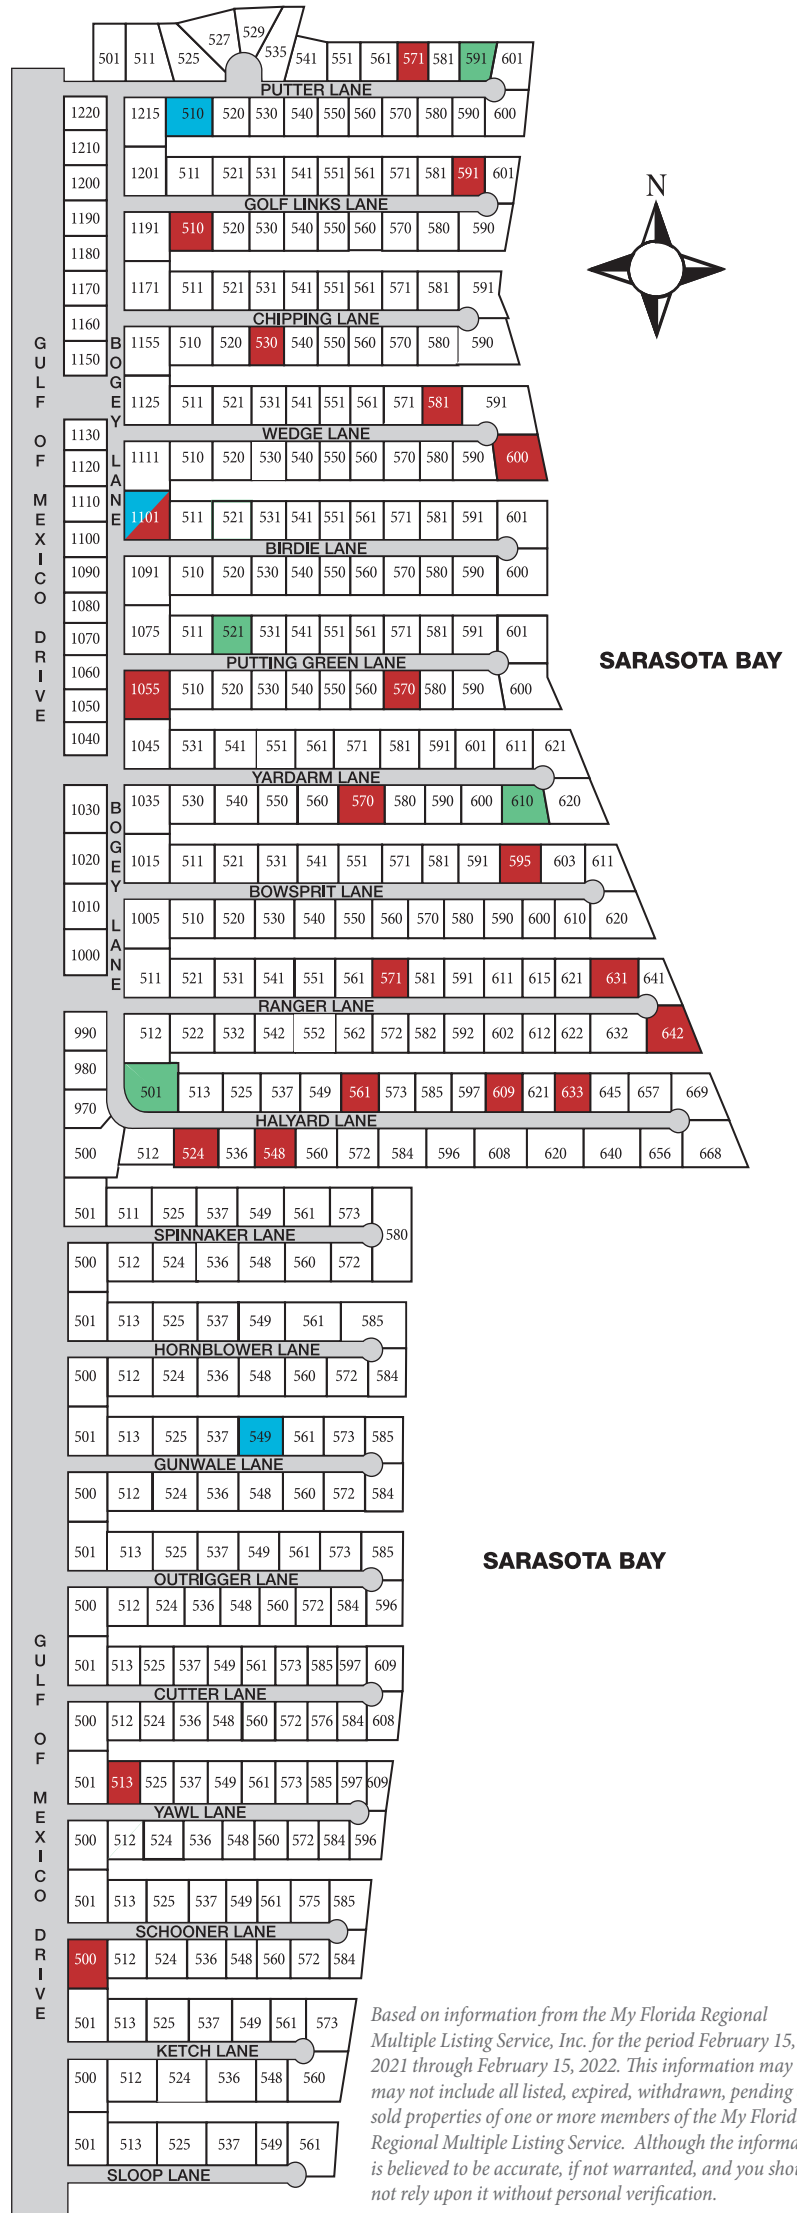 501 511 525 527 529 535 541 551 561 571 581 591 601
PUTTER LANE
1220 1215 510 520 530 540 550 560 570 580 590 600
1210
1200 1201 511 521 531 541 551 561 571 581 591 601
GOLF LINKS LANE
1190 1191 510 520 530 540 550 560 570 580 590
1180
1170 1171 511 521 531 541 551 561 571 581 591
CHIPPING LANE
1160
1150 1155 510 520 530 540 550 560 570 580 590
N
GULF OF MEXICO DRIVE
BOGEY LANE
1125 511 521 531 541 551 561 571 581 591
WEDGE LANE
1130
1120 1111 510 520 530 540 550 560 570 580 590 600
1110
1100 1101 511 521 531 541 551 561 571 581 591 601
BIRDIE LANE
1090 1091 510 520 530 540 550 560 570 580 590 600
1080
1070 1075 511 521 531 541 551 561 571 581 591 601
PUTTING GREEN LANE
SARASOTA BAY
1060
1050 1055 510 520 530 540 550 560 570 580 590 600
1040 1045 531 541 551 561 571 581 591 601 611 621
YARDARM LANE
1030 1035 530 540 550 560 570 580 590 600 610 620
BOGEY LANE
1020 1015 511 521 531 541 551 571 581 591 595 603 611
BOWSPRIT LANE
1010 1005 510 520 530 540 550 560 570 580 590 600 610 620
1000
511 521 531 541 551 561 571 581 591 611 615 621 631 641
RANGER LANE
990 512 522 532 542 552 562 572 582 592 602 612 622 632 642
980
970 501 513 525 537 549 561 573 585 597 609 621 633 645 657 669
HALYARD LANE
500 512 524 536 548 560 572 584 596 608 620 640 656 668
501 511 525 537 549 561 573 580
SPINNAKER LANE
500 512 524 536 548 560 572
501 513 525 537 549 561 585
HORNBLOWER LANE
500 512 524 536 548 560 572 584
501 513 525 537 549 561 573 585
GUNWALE LANE
500 512 524 536 548 560 572 584
501 513 525 537 549 561 573 585
OUTRIGGER LANE
SARASOTA BAY
500 512 524 536 548 560 572 584 596
GULF OF MEXICO DRIVE
501 513 525 537 549 561 573 585 597 609
CUTTER LANE
500 512 524 536 548 560 572 576 584 608
501 513 525 537 549 561 573 585 597 609
YAWL LANE
500 512 524 536 548 560 572 584 596
501 513 525 537 549 561 575 585
SCHOONER LANE
500 512 524 536 548 560 572 584
501 513 525 537 549 561 573
KETCH LANE
500 512 524 536 548 560
501 513 525 537 549 561
SLOOP LANE
Based on information from the My Florida Regional
Multiple Listing Service, Inc. for the period February 15,
2021 through February 15, 2022. This information may
may not include all listed, expired, withdrawn, pending
sold properties of one or more members of the My Florid
Regional Multiple Listing Service. Although the informa
is believed to be accurate, if not warranted, and you shou
not rely upon it without personal verification.